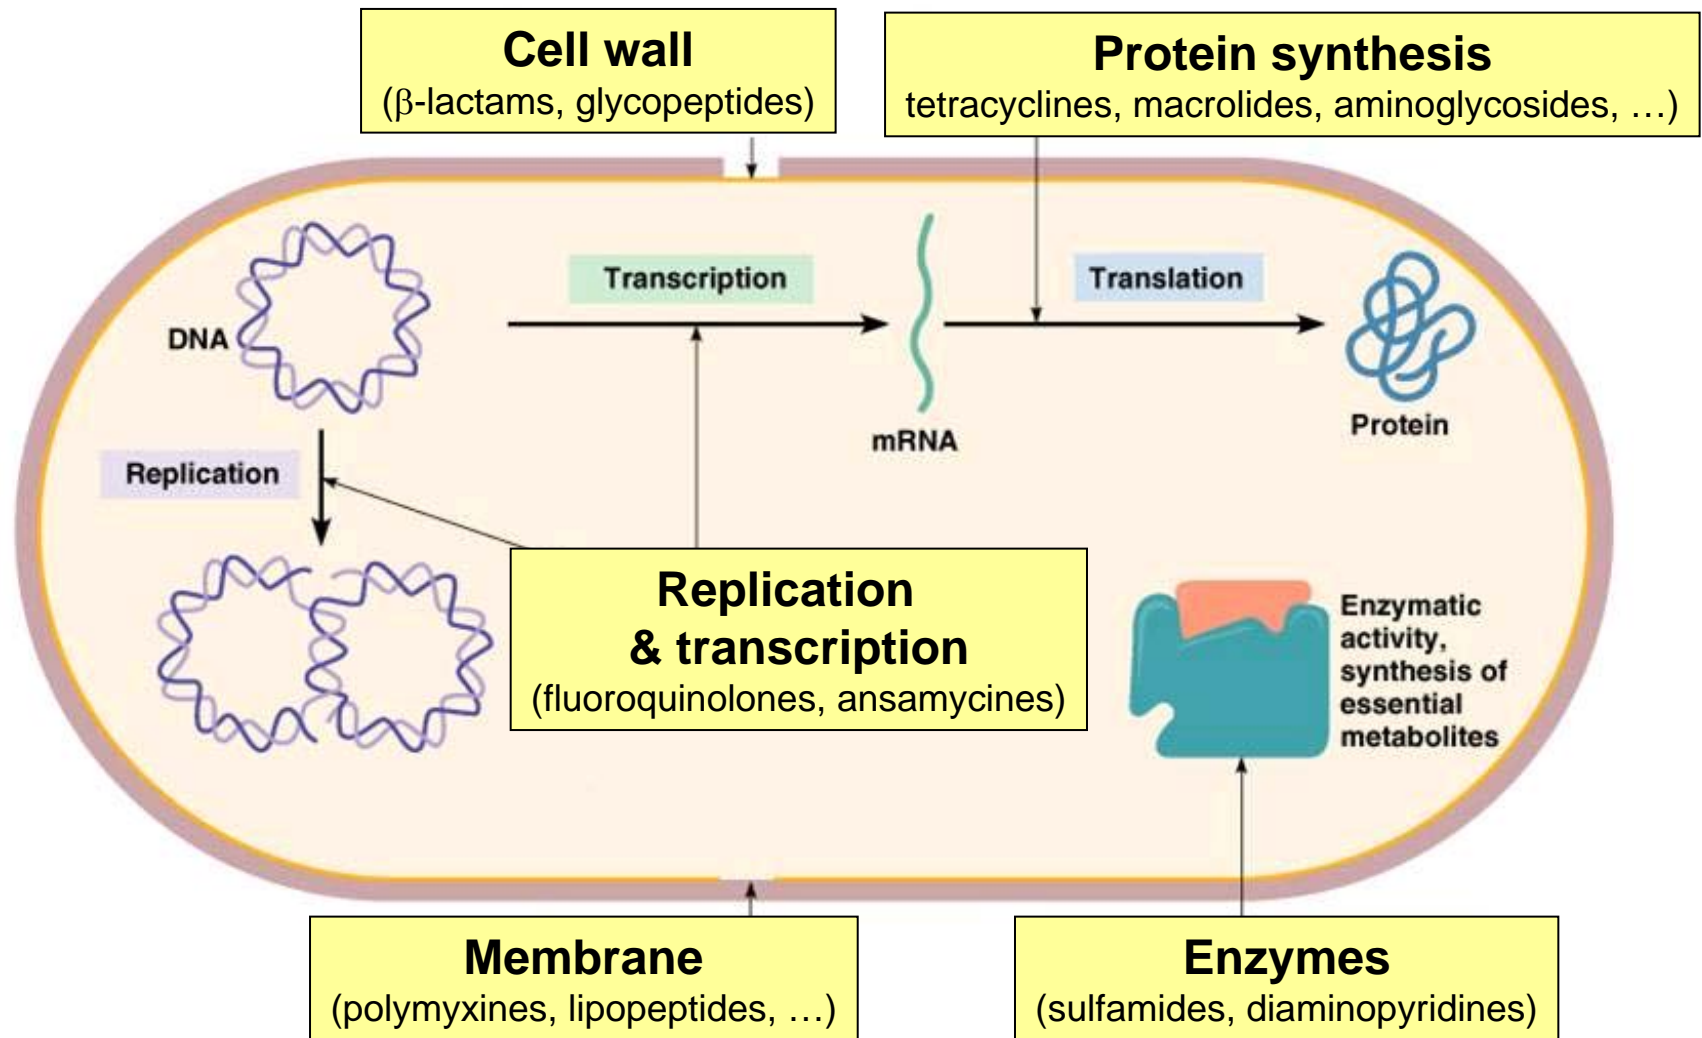 Cell wall
(β-lactams, glycopeptides)
Protein synthesis
tetracyclines, macrolides, aminoglycosides, …)
Transcription
Translation
DNA
mRNA
Protein
Replication
Replication
& transcription
(fluoroquinolones, ansamycines)
Enzymatic
activity,
synthesis of
essential
metabolites
Membrane
(polymyxines, lipopeptides, …)
Enzymes
(sulfamides, diaminopyridines)